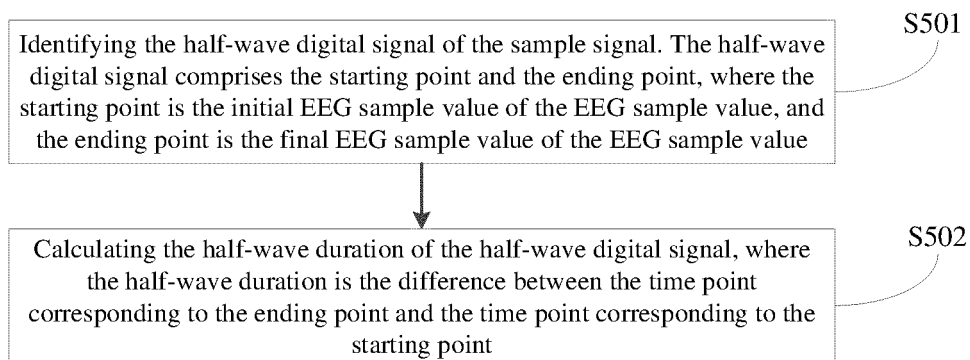 S501
Identifying the half-wave digital signal of the sample signal. The half-wave
digital signal comprises the starting point and the ending point, where the
starting point is the initial EEG sample value of the EEG sample value, and
the ending point is the final EEG sample value of the EEG sample value
S502
Calculating the half-wave duration of the half-wave digital signal, where
the half-wave duration is the difference between the time point
corresponding to the ending point and the time point corresponding to the
starting point